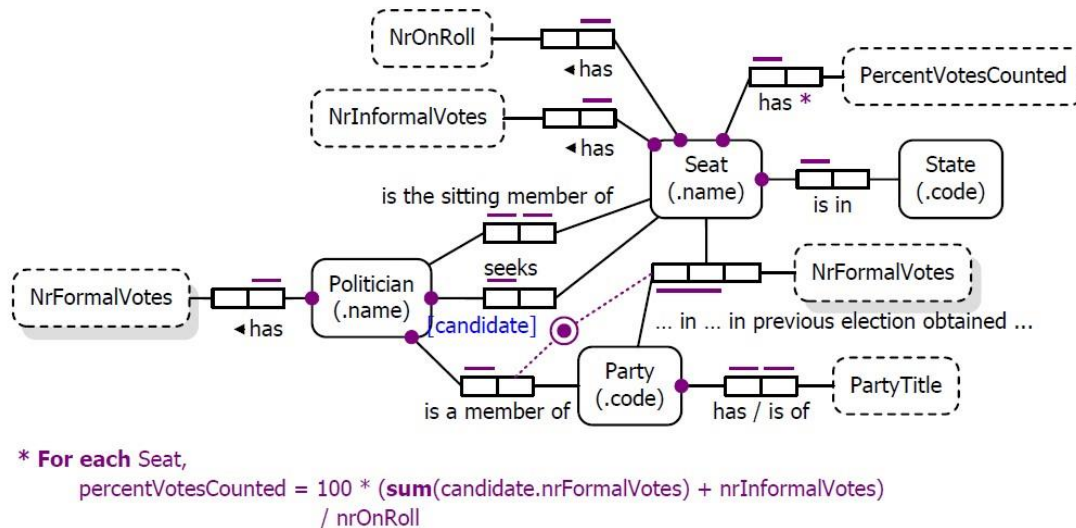 NrOnRoll
◄ has
PercentVotesCounted
has *
NrInformalVotes
◄ has
Seat
(.name)
State
(.code)
is in
is the sitting member of
seeks
[candidate]
NrFormalVotes
◄ has
Politician
(.name)
NrFormalVotes
... in ... in previous election obtained ...
is a member of
Party
(.code)
has / is of
PartyTitle
* For each Seat,
percentVotesCounted = 100 * (sum(candidate.nrFormalVotes) + nrInformalVotes)
/ nrOnRoll